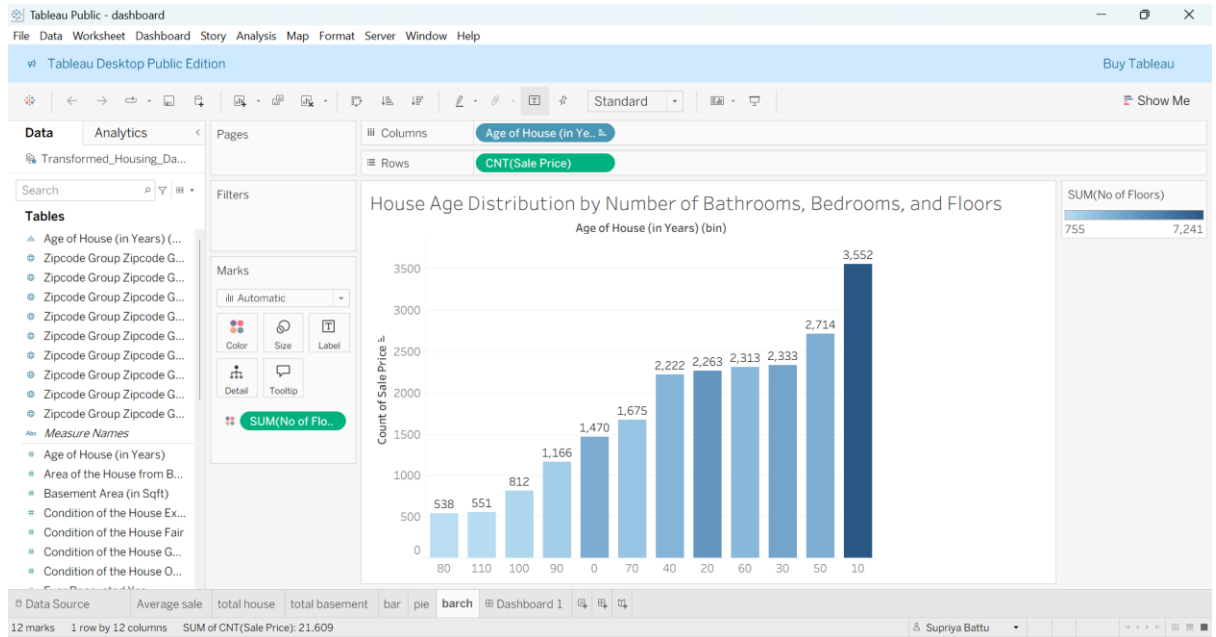 Tableau Public - dashboard
File Data Worksheet Dashboard Story Analysis Map Format Server Window Help
Tableau Desktop Public Edition
Buy Tableau
Standard
Show Me
Data
Analytics
Pages
Columns
Age of House (in Ye..
Transformed_Housing_Da...
Rows
CNT(Sale Price)
Search
Filters
Tables
Age of House (in Years) (...
Zipcode Group Zipcode G...
Zipcode Group Zipcode G...
Zipcode Group Zipcode G...
Zipcode Group Zipcode G...
Zipcode Group Zipcode G...
Zipcode Group Zipcode G...
Zipcode Group Zipcode G...
Zipcode Group Zipcode G...
Zipcode Group Zipcode G...
Abc Measure Names
Age of House (in Years)
Area of the House from B...
Basement Area (in Sqft)
Condition of the House Ex...
Condition of the House Fair
Condition of the House G...
Condition of the House O...
Marks
Automatic
Color Size Label
Detail Tooltip
SUM(No of Flo..
House Age Distribution by Number of Bathrooms, Bedrooms, and Floors
Age of House (in Years) (bin)
Count of Sale Price
3500
3000
2500
2000
1500
1000
500
0
538 551 812 1,166 1,470 1,675 2,222 2,263 2,313 2,333 2,714 3,552
80 110 100 90 0 70 40 20 60 30 50 10
SUM(No of Floors)
755 7,241
Data Source Average sale total house total basement bar pie barch Dashboard 1
12 marks 1 row by 12 columns SUM of CNT(Sale Price): 21,609
Supriya Battu